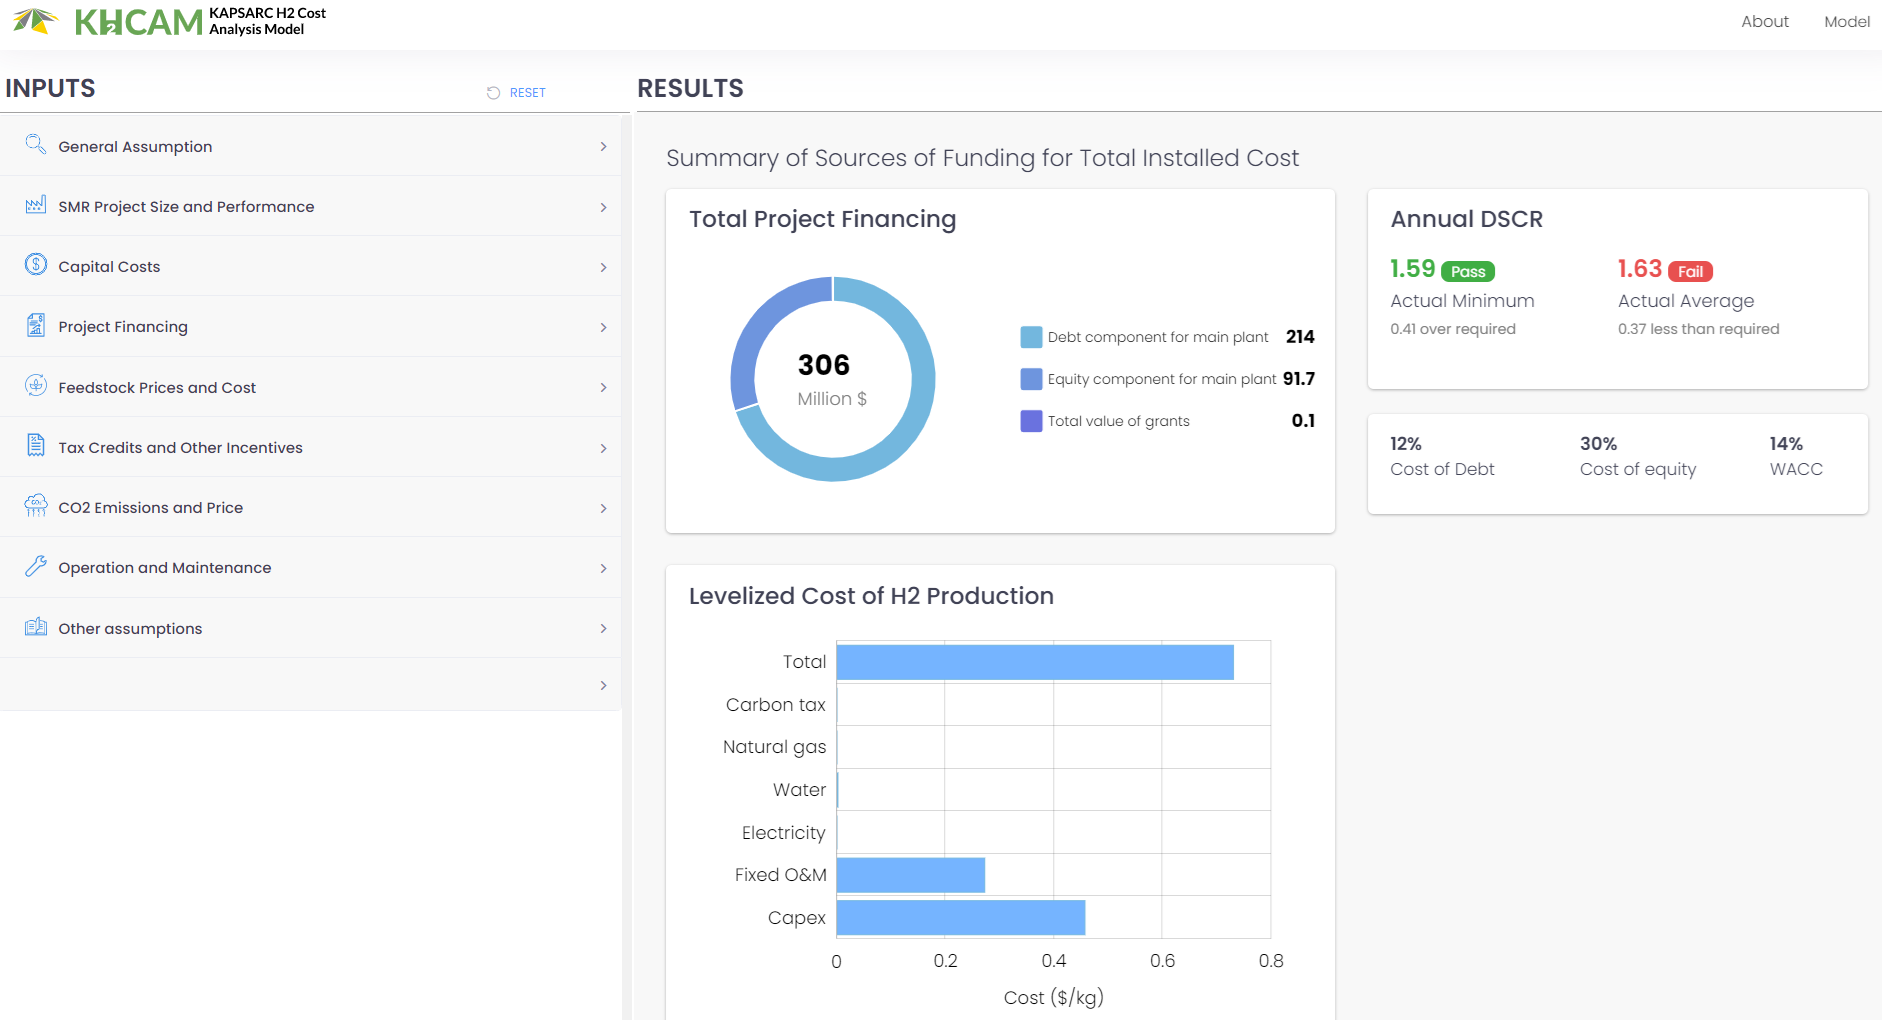 KH2CAM KAPSARC H2 Cost
Analysis Model
About
Model
INPUTS
RESET
General Assumption
SMR Project Size and Performance
Capital Costs
Project Financing
Feedstock Prices and Cost
Tax Credits and Other Incentives
CO2 Emissions and Price
Operation and Maintenance
Other assumptions
RESULTS
Summary of Sources of Funding for Total Installed Cost
Total Project Financing
306
Million $
Debt component for main plant 214
Equity component for main plant 91.7
Total value of grants 0.1
Annual DSCR
1.59 Pass
Actual Minimum
0.41 over required
1.63 Fail
Actual Average
0.37 less than required
12%
Cost of Debt
30%
Cost of equity
14%
WACC
Levelized Cost of H2 Production
Total
Carbon tax
Natural gas
Water
Electricity
Fixed O&M
Capex
0 0.2 0.4 0.6 0.8
Cost ($/kg)